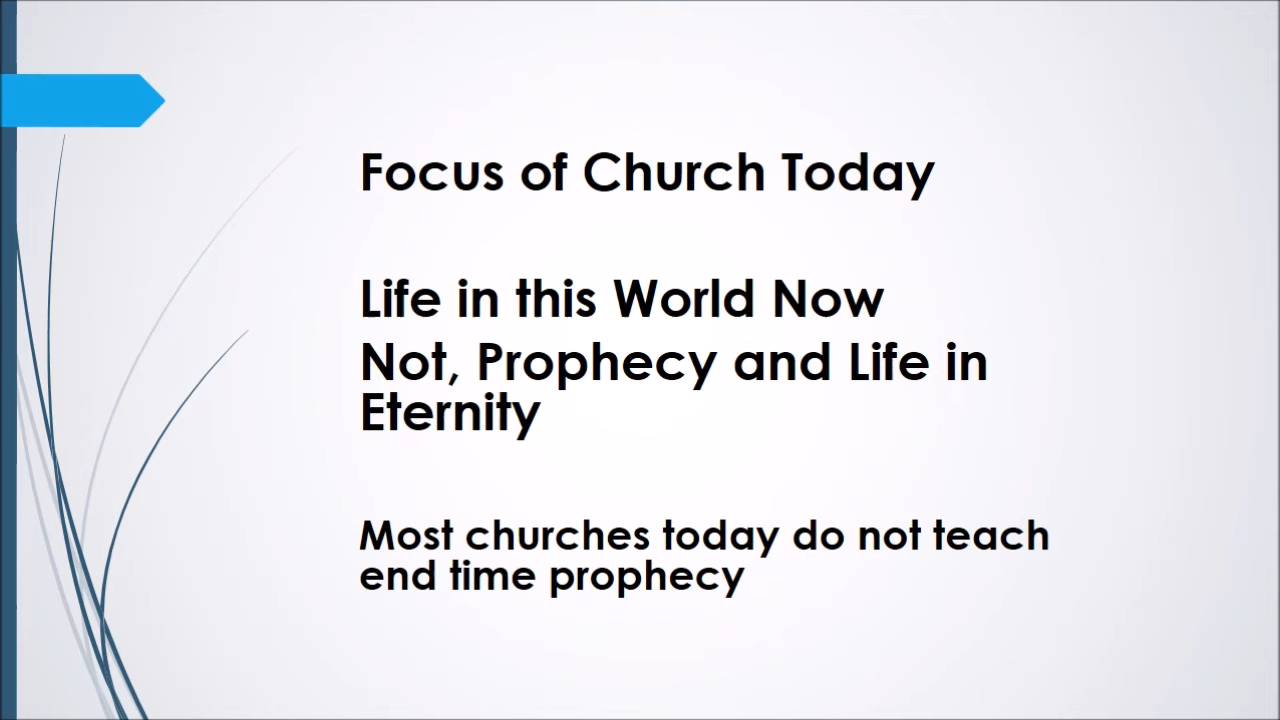 Focus of Church Today
Life in this World Now
Not, Prophecy and Life in
Eternity
Most churches today do not teach
end time prophecy